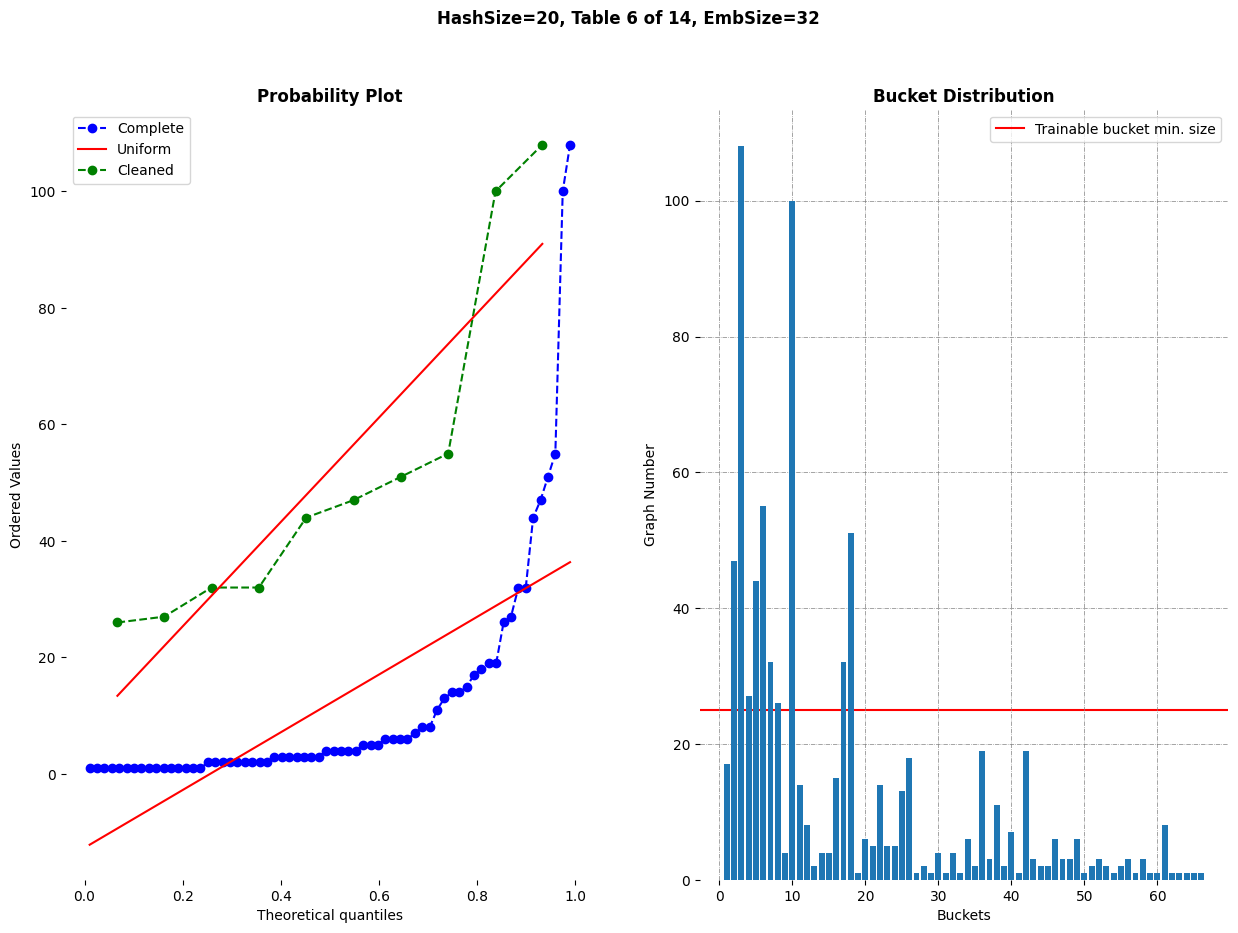 HashSize=20, Table 6 of 14, EmbSize=32
Probability Plot
Complete
Uniform
Cleaned
100
80
60
40
20
0
Ordered Values
0.0 0.2 0.4 0.6 0.8 1.0
Theoretical quantiles
Bucket Distribution
Trainable bucket min. size
100
80
60
40
20
0
Graph Number
0 10 20 30 40 50 60
Buckets